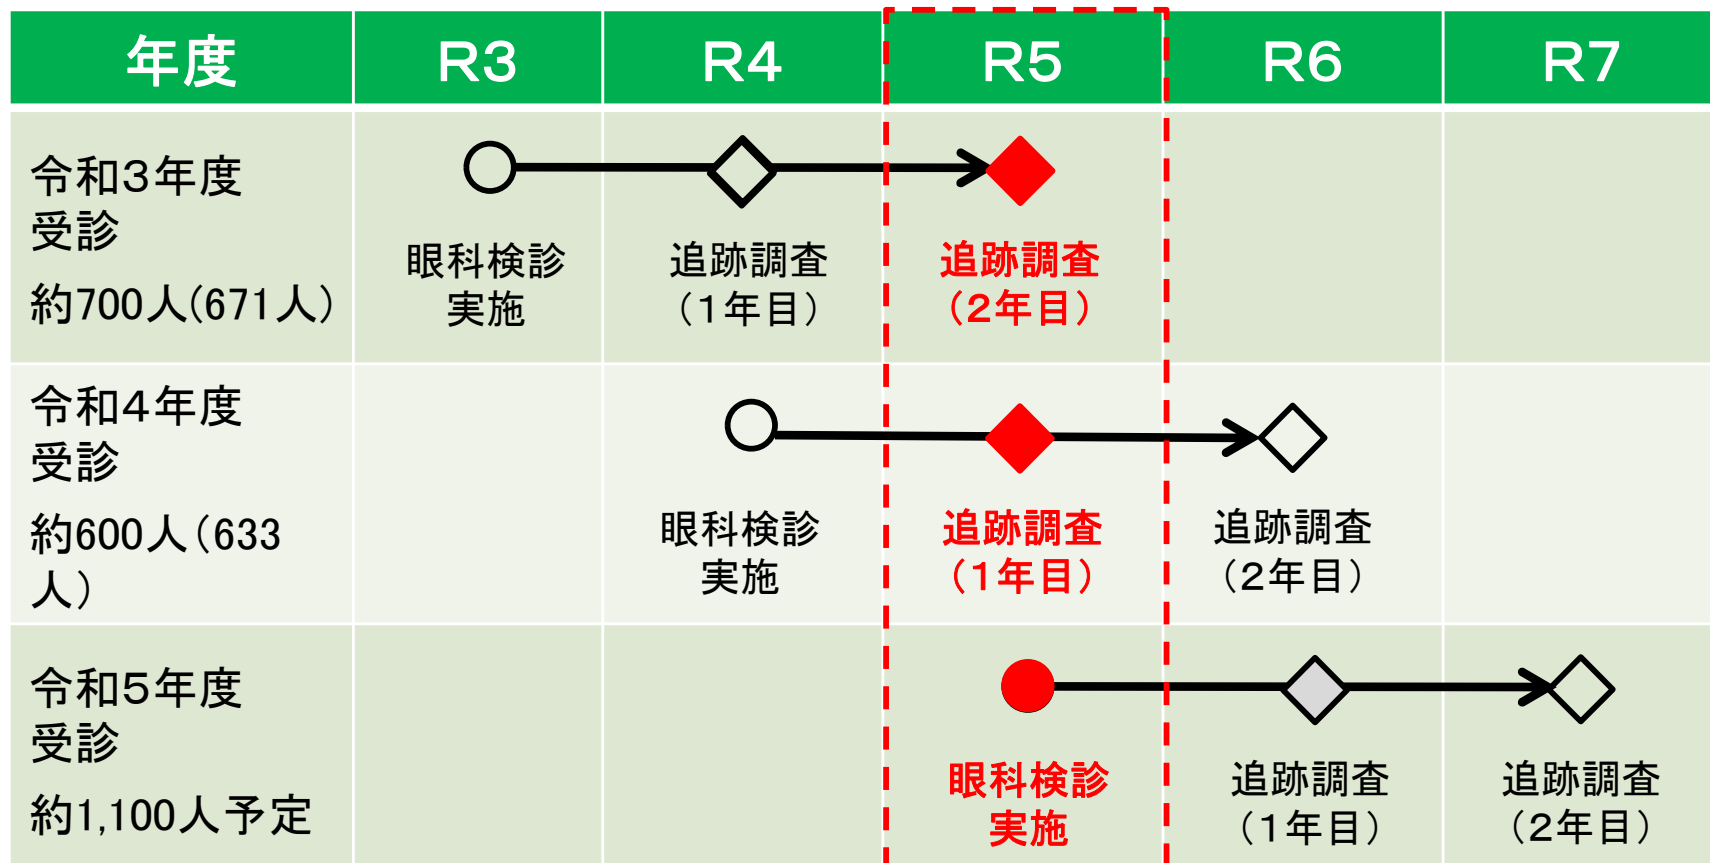 年度 R3 R4 R5 R6 R7
令和3年度
受診
約700人(671人)
眼科検診
実施
追跡調査
(1年目)
追跡調査
(2年目)
令和4年度
受診
約600人(633
人)
眼科検診
実施
追跡調査
(1年目)
追跡調査
(2年目)
令和5年度
受診
約1,100人予定
眼科検診
実施
追跡調査
(1年目)
追跡調査
(2年目)